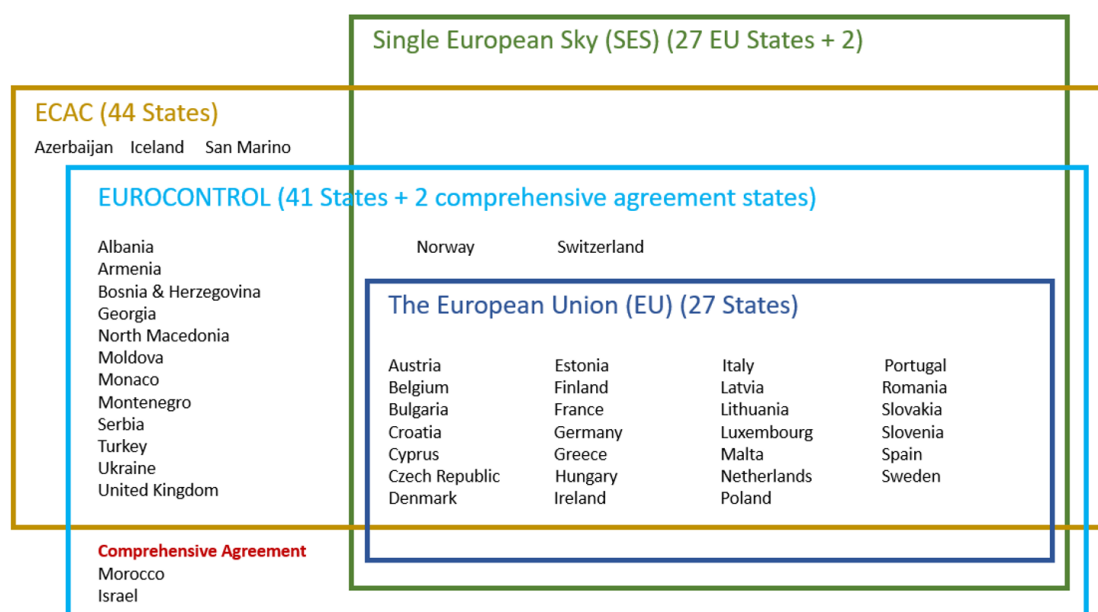 Single European Sky (SES) (27 EU States + 2)
ECAC (44 States)
Azerbaijan Iceland San Marino
EUROCONTROL (41 States + 2 comprehensive agreement states)
Albania
Armenia
Bosnia & Herzegovina
Georgia
North Macedonia
Moldova
Monaco
Montenegro
Serbia
Turkey
Ukraine
United Kingdom
Norway Switzerland
The European Union (EU) (27 States)
Austria Estonia Italy Portugal
Belgium Finland Latvia Romania
Bulgaria France Lithuania Slovakia
Croatia Germany Luxembourg Slovenia
Cyprus Greece Malta Spain
Czech Republic Hungary Netherlands Sweden
Denmark Ireland Poland
Comprehensive Agreement
Morocco
Israel